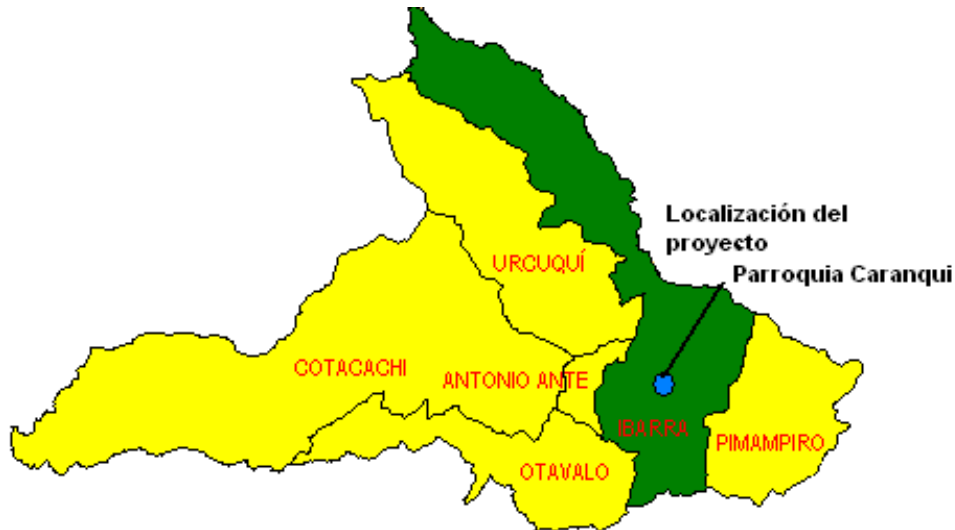 Localización del
proyecto
Parroquia Caranqui
URCUQUÍ
COTACACHI
ANTONIO ANTE
IBARRA
PIMAMPIRO
OTAVALO